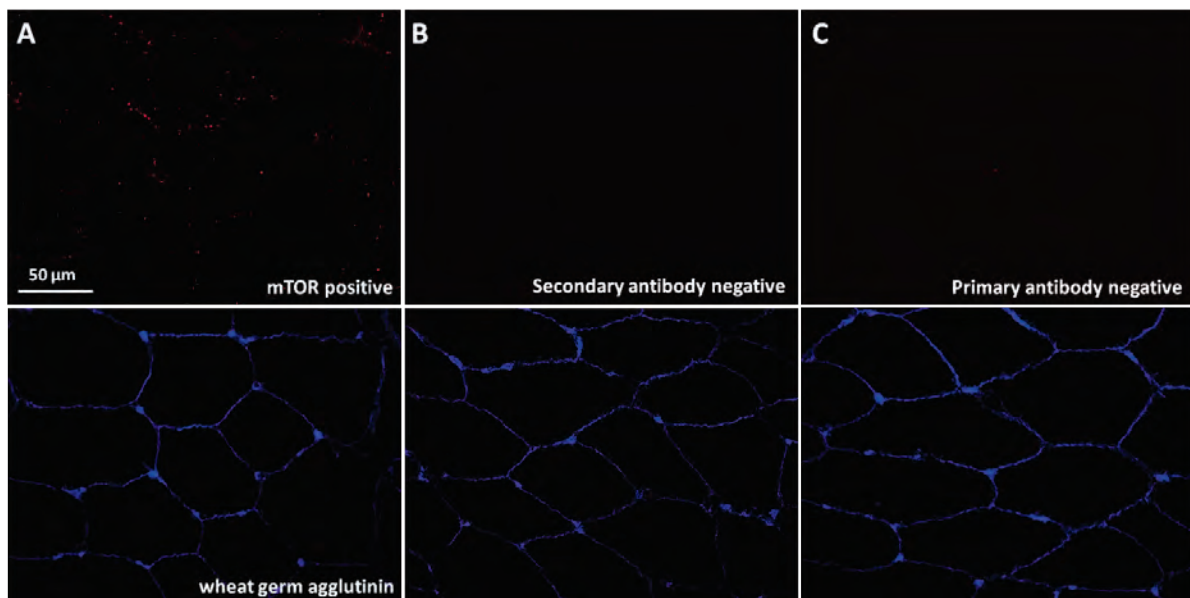 A
B
C
50 µm
mTOR positive
Secondary antibody negative
Primary antibody negative
wheat germ agglutinin